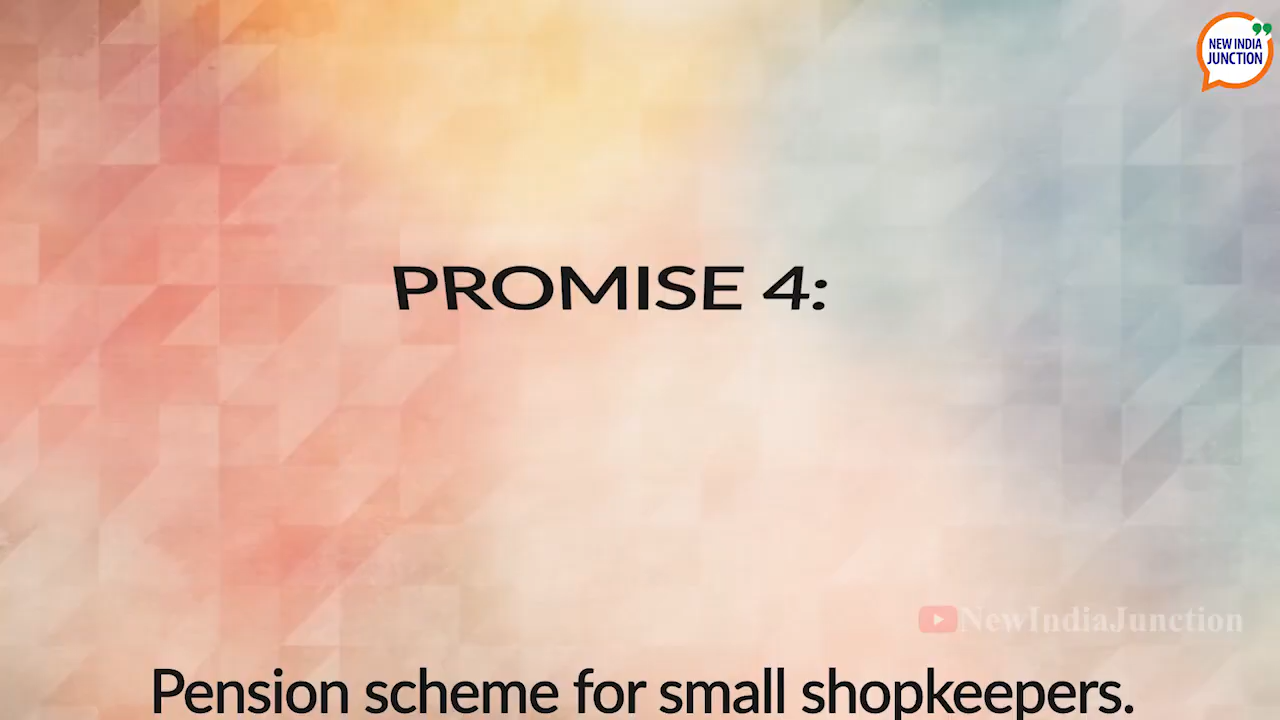 NEW INDIA
JUNCTION
PROMISE 4:
NewIndiaJunction
Pension scheme for small shopkeepers.